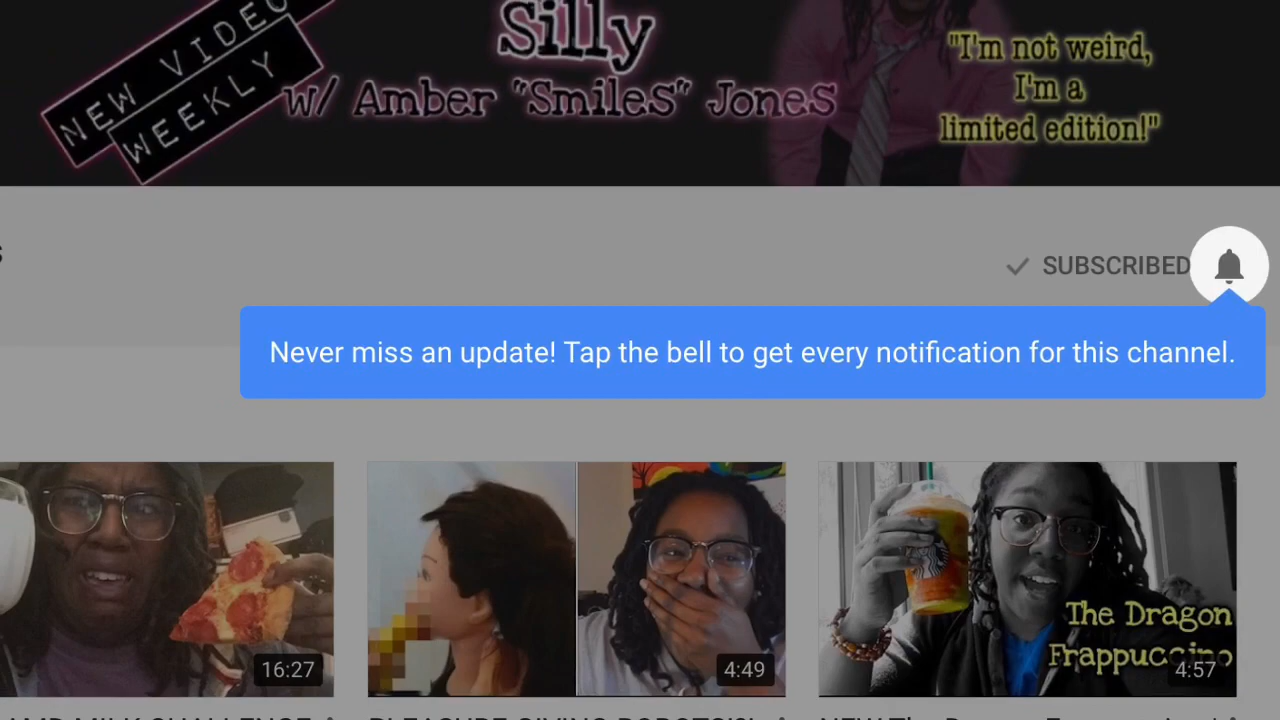 NEW VIDEO
WEEKLY
Silly
w/ Amber "Smiles" Jones
"I'm not weird,
I'm a
limited edition!"
SUBSCRIBED
Never miss an update! Tap the bell to get every notification for this channel.
16:27
4:49
The Dragon
Frappuccino
4:57